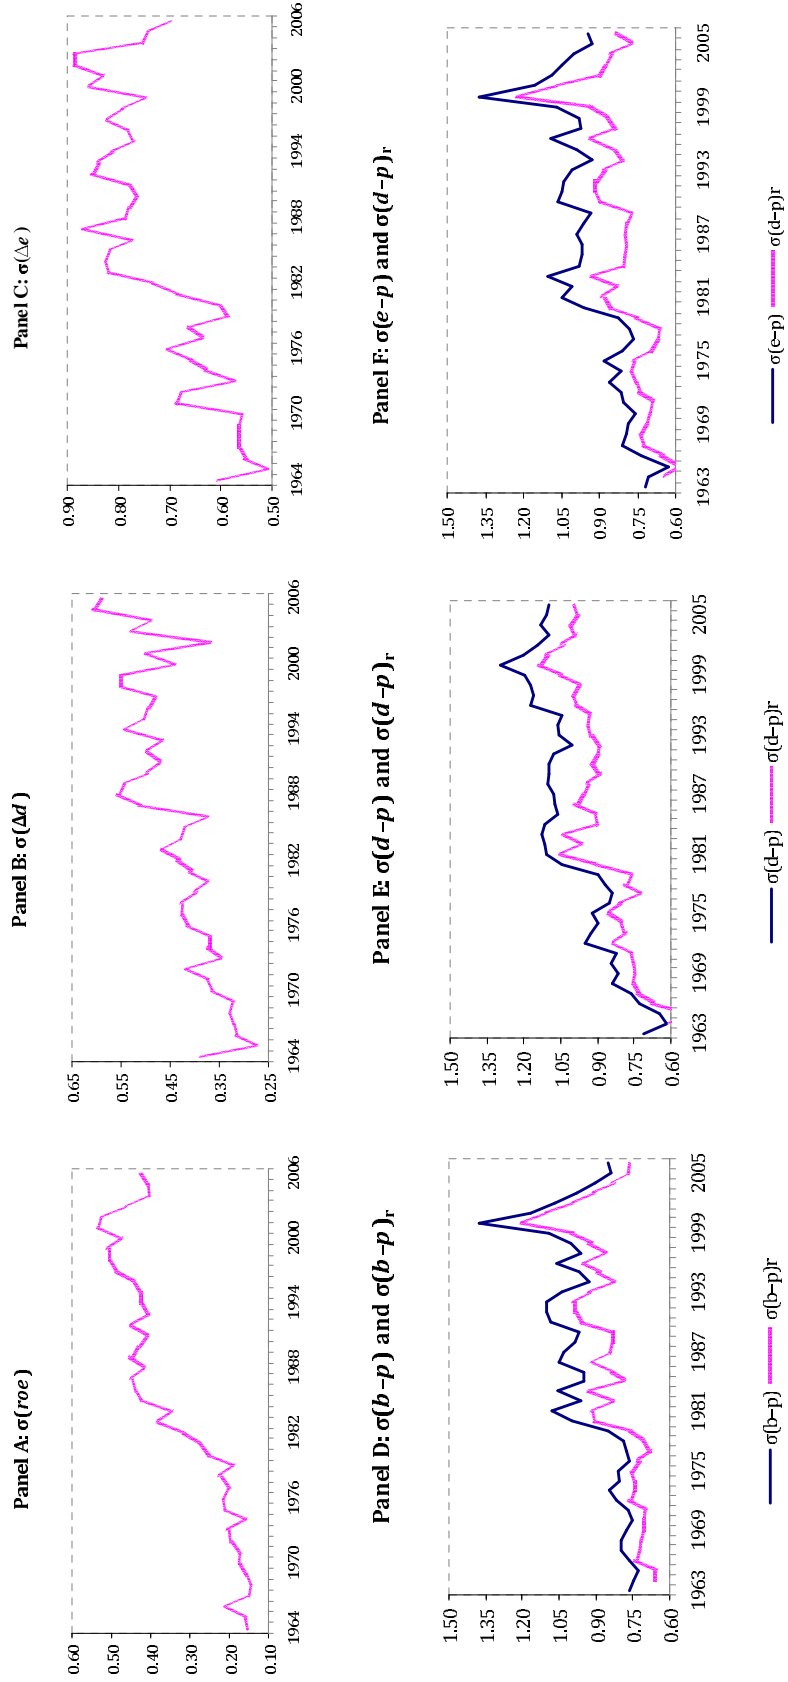 Panel A: σ(roe)
0.60
0.50
0.40
0.30
0.20
0.10
1964 1970 1976 1982 1988 1994 2000 2006
Panel B: σ(Δd)
0.65
0.55
0.45
0.35
0.25
1964 1970 1976 1982 1988 1994 2000 2006
Panel C: σ(Δe)
0.90
0.80
0.70
0.60
0.50
1964 1970 1976 1982 1988 1994 2000 2006
Panel D: σ(b−p) and σ(b−p)r
1.50
1.35
1.20
1.05
0.90
0.75
0.60
1963 1969 1975 1981 1987 1993 1999 2005
σ(b−p) σ(b−p)r
Panel E: σ(d−p) and σ(d−p)r
1.50
1.35
1.20
1.05
0.90
0.75
0.60
1963 1969 1975 1981 1987 1993 1999 2005
σ(d−p) σ(d−p)r
Panel F: σ(e−p) and σ(d−p)r
1.50
1.35
1.20
1.05
0.90
0.75
0.60
1963 1969 1975 1981 1987 1993 1999 2005
σ(e−p) σ(d−p)r